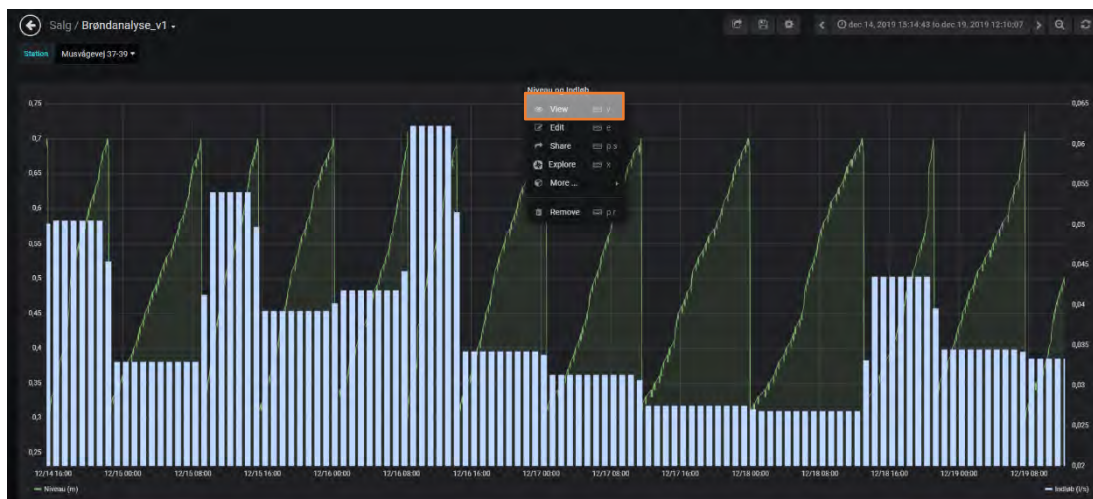 Salg / Brøndanalyse_v1
dec 14, 2019 15:14:43 to dec 19, 2019 12:10:07
Station Musvågevej 37-39
Niveau og Indløb
View v
Edit e
Share p s
Explore x
More ...
Remove p r
0,75
0,7
0,65
0,6
0,55
0,5
0,45
0,4
0,35
0,3
0,25
0,065
0,06
0,055
0,05
0,045
0,04
0,035
0,03
0,025
0,02
12/14 16:00 12/15 00:00 12/15 08:00 12/15 16:00 12/16 00:00 12/16 08:00 12/16 16:00 12/17 00:00 12/17 08:00 12/17 16:00 12/18 00:00 12/18 08:00 12/18 16:00 12/19 00:00 12/19 08:00
Niveau (m) Indløb (l/s)